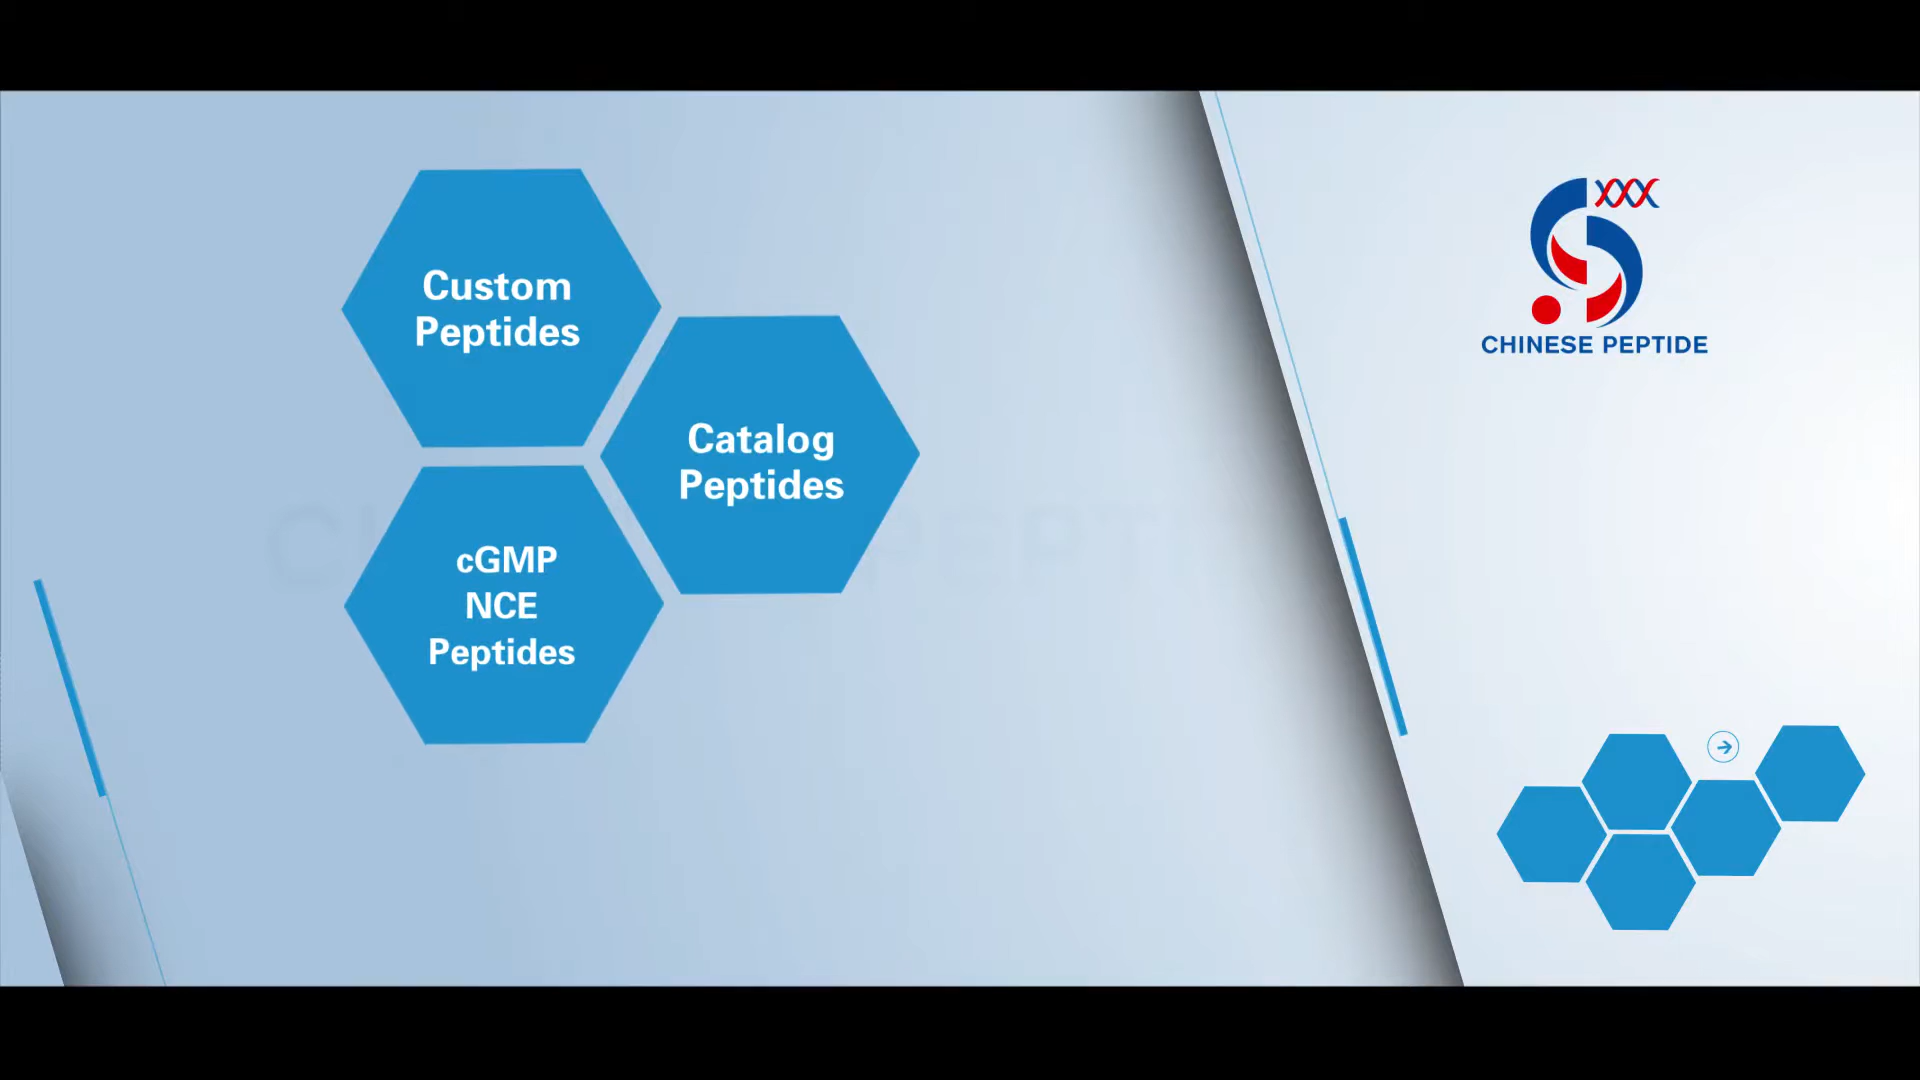 Custom
Peptides
Catalog
Peptides
cGMP
NCE
Peptides
CHINESE PEPTIDE